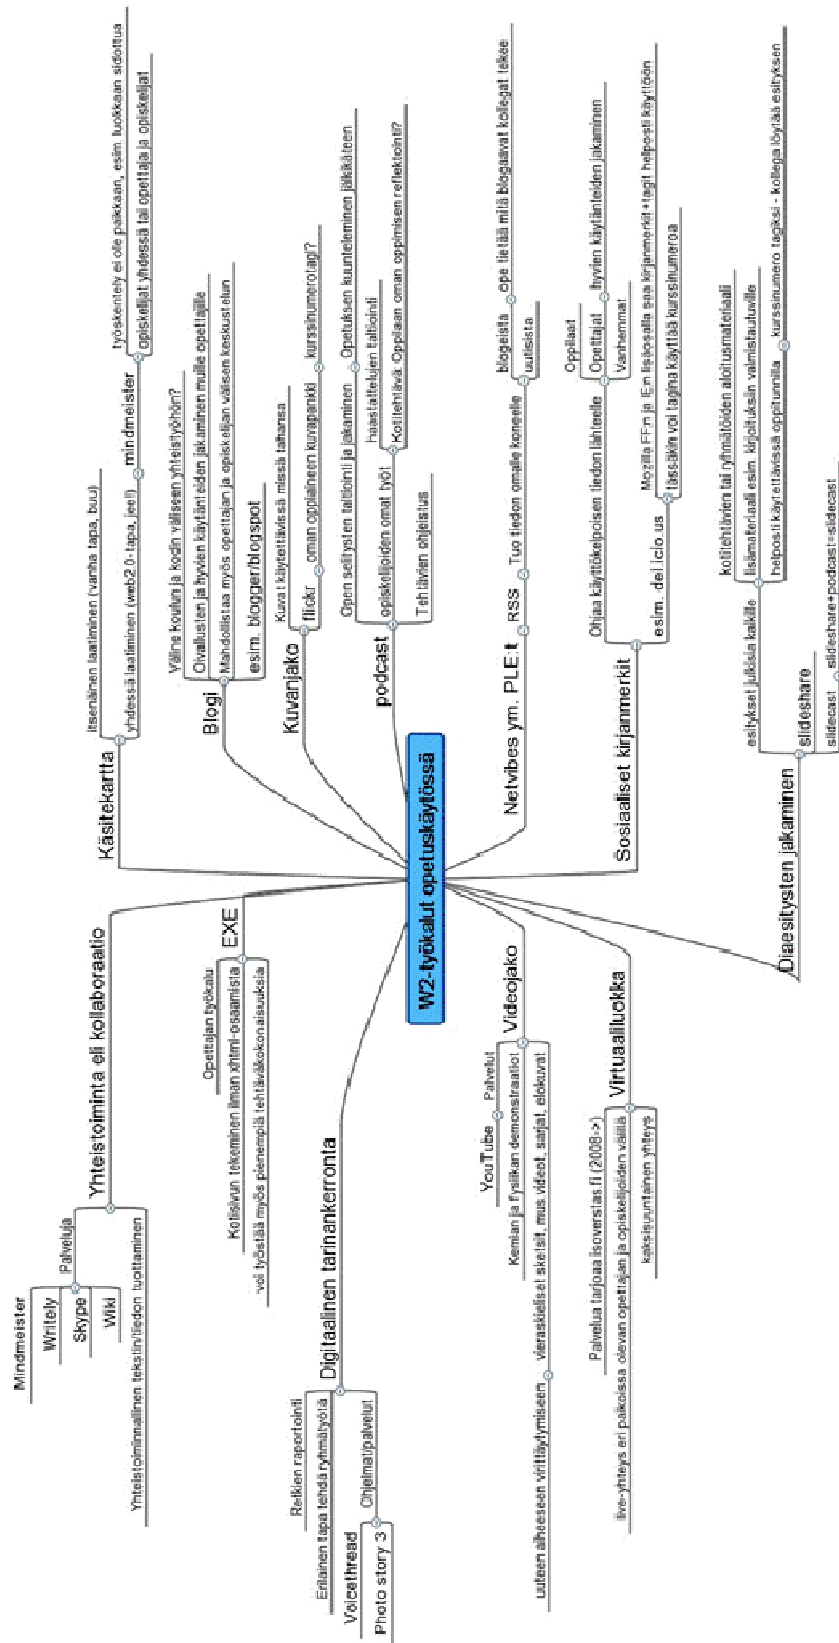 W2-työkalut opetuskäytössä
Käsitekartta
itsenäinen laatiminen (vanha tapa, buu)
yhdessä laatiminen (web2.0-tapa, jee!)
mindmeister
työskentely ei ole paikkaan, esim. luokkaan sidottua
opiskelijat yhdessä tai opettaja ja opiskelijat
Blogi
Väline koulun ja kodin väliseen yhteistyöhön?
Oivallusten ja hyvien käytänteiden jakaminen muille opettajille
Mahdollistaa myös opettajan ja opiskelijan välisen keskustelun
esim. blogger/blogspot
Kuvanjako
Kuvat käytettävissä missä tahansa
flickr
oman oppiaineen kuvapankki
kurssinumerotagi?
podcast
Open selitysten taltiointi ja jakaminen
Opetuksen kuunteleminen jälkikäteen
opiskelijoiden omat työt
haastattelujen taltiointi
Kotitehtävä: Oppilaan oman oppimisen reflektointi?
Tehtävien ohjeistus
Netvibes ym. PLE:t
RSS
Tuo tiedon omalle koneelle
blogeista
ope tietää mitä blogaavat kollegat tekee
uutisista
Sosiaaliset kirjanmerkit
Ohjaa käyttökelpoisen tiedon lähteelle
Oppilaat
Opettajat
hyvien käytänteiden jakaminen
Vanhemmat
esim. del.icio.us
Mozilla FF:n ja IE:n lisäosalla saa kirjanmerkit+tagit helposti käyttöön
tässäkin voi tagina käyttää kurssinumeroa
Diaesitysten jakaminen
esitykset julkisia kaikille
kotitehtävien tai ryhmätöiden aloitusmateriaali
lisämateriaali esim. kirjoituksiin valmistautuville
helposti käytettävissä oppitunnilla
kurssinumero tagiksi - kollega löytää esityksen
slideshare
slidecast
slideshare+podcast=slidecast
Yhteistoiminta eli kollaboraatio
Palveluja
Mindmeister
Writely
Skype
Wiki
Yhteistoiminnallinen tekstin/tiedon tuottaminen
EXE
Opettajan työkalu
Kotisivun tekeminen ilman xhtml-osaamista
voi työstää myös pienempiä tehtäväkokonaisuuksia
Digitaalinen tarinankerronta
Retkien raportointi
Erilainen tapa tehdä ryhmätyötä
Ohjelmat/palvelut
Voicethread
Photo story 3
Videojako
Palvelut
YouTube
Kemian ja fysiikan demonstraatiot
vieraskieliset sketsit, mus videot, sarjat, elokuvat
uuteen aiheeseen virittäytymiseen
Virtuaaliluokka
Palvelua tarjoaa isoverstas.fi (2008->)
live-yhteys eri paikoissa olevan opettajan ja opiskelijoiden välillä
kaksisuuntainen yhteys